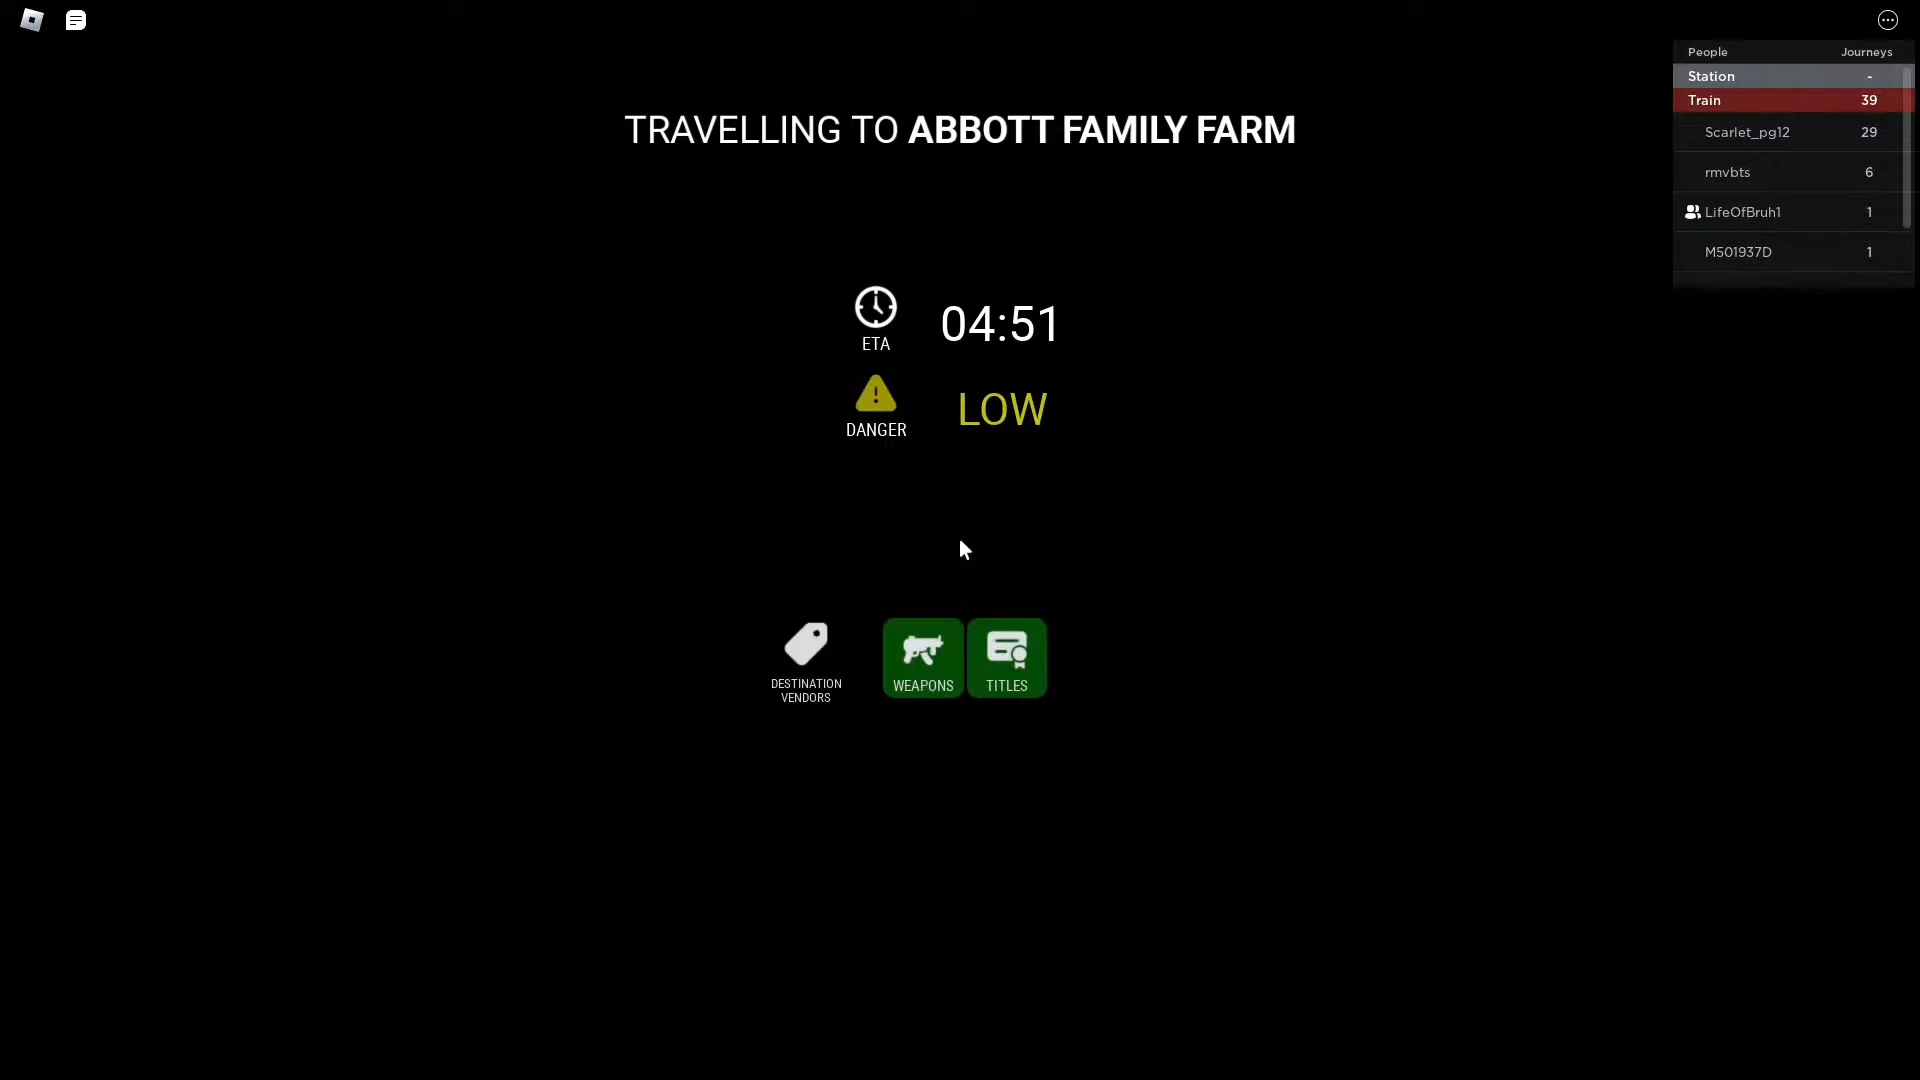 People Journeys
Station -
Train 39
Scarlet_pg12 29
rmvbts 6
LifeOfBruh1 1
M501937D 1
TRAVELLING TO ABBOTT FAMILY FARM
04:51
ETA
LOW
DANGER
DESTINATION
VENDORS
WEAPONS
TITLES